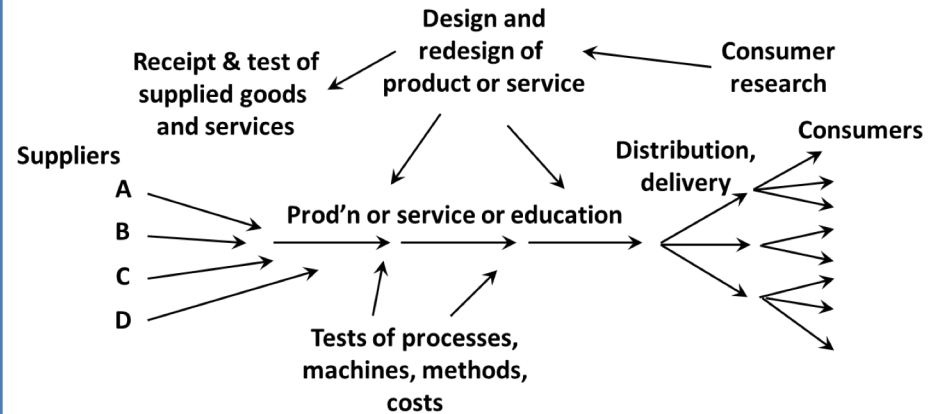 Design and
redesign of
product or service
Consumer
research
Receipt & test of
supplied goods
and services
Suppliers
A
B
C
D
Consumers
Distribution,
delivery
Prod'n or service or education
Tests of processes,
machines, methods,
costs